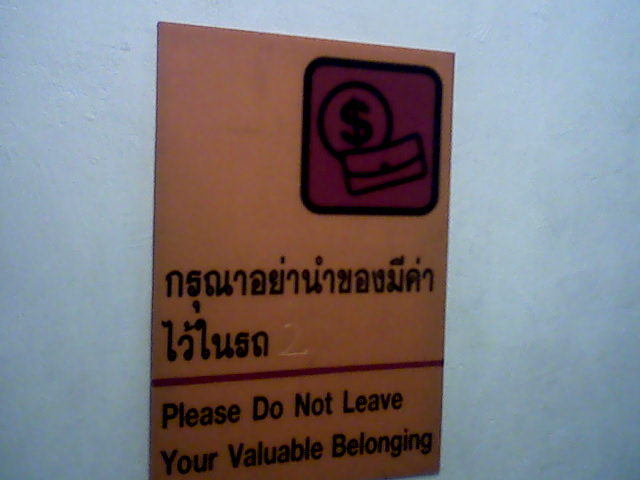 $
กรุณาอย่านำของมีค่า
ไว้ในรถ 2
Please Do Not Leave
Your Valuable Belonging